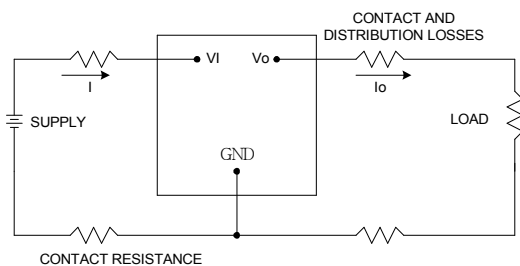 CONTACT AND
DISTRIBUTION LOSSES
VI
Vo
I
Io
SUPPLY
LOAD
GND
CONTACT RESISTANCE